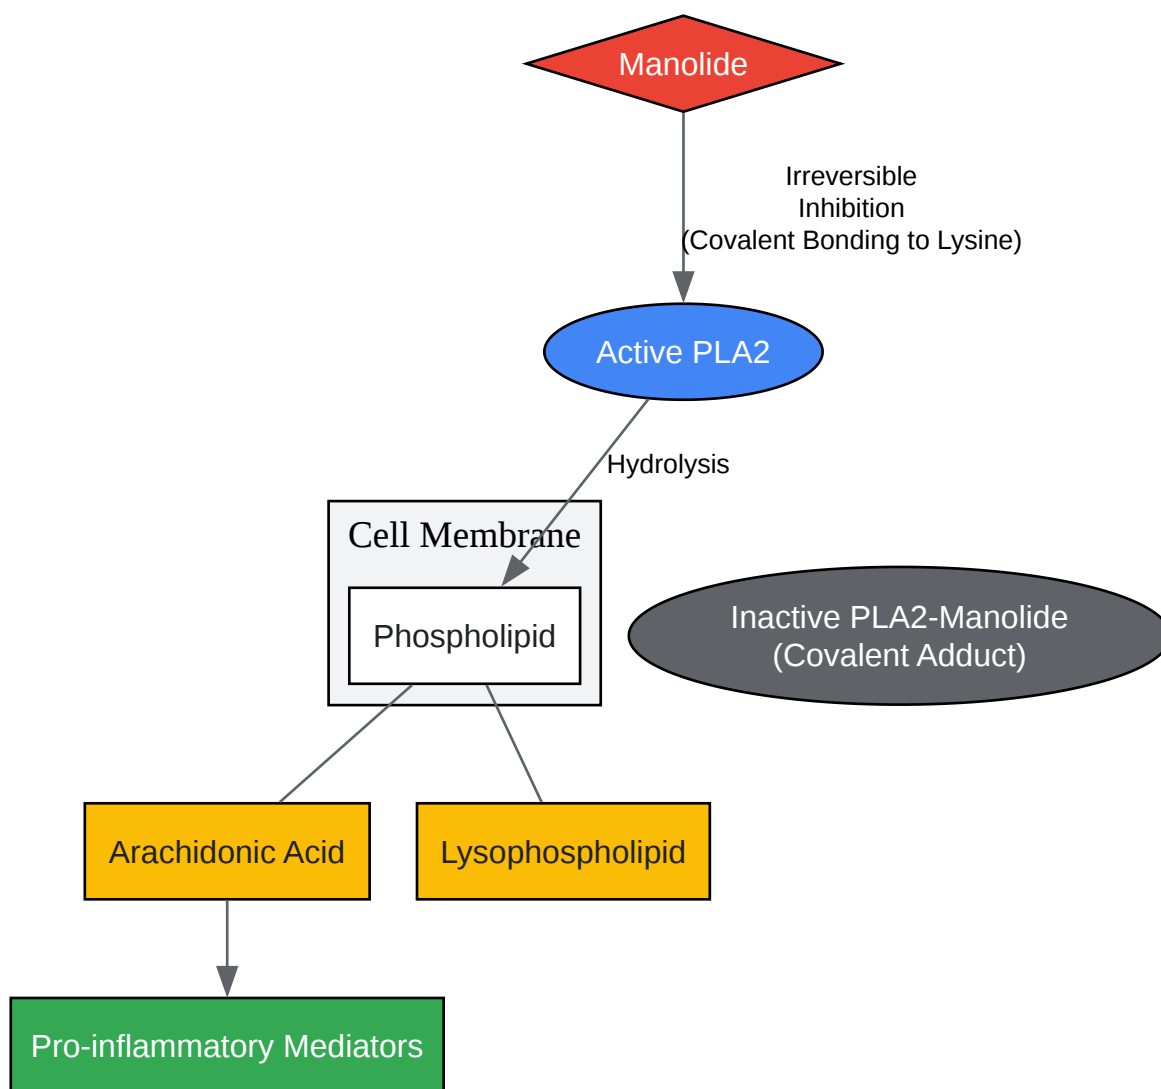 Manolide
Irreversible
Inhibition
(Covalent Bonding to Lysine)
Active PLA2
Hydrolysis
Cell Membrane
Phospholipid
Inactive PLA2-Manolide
(Covalent Adduct)
Arachidonic Acid
Lysophospholipid
Pro-inflammatory Mediators